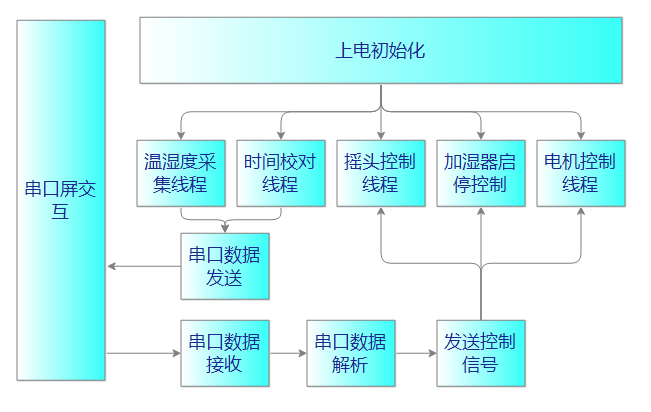 上电初始化
串口屏交
互
温湿度采
集线程
时间校对
线程
摇头控制
线程
加湿器启
停控制
电机控制
线程
串口数据
发送
串口数据
接收
串口数据
解析
发送控制
信号